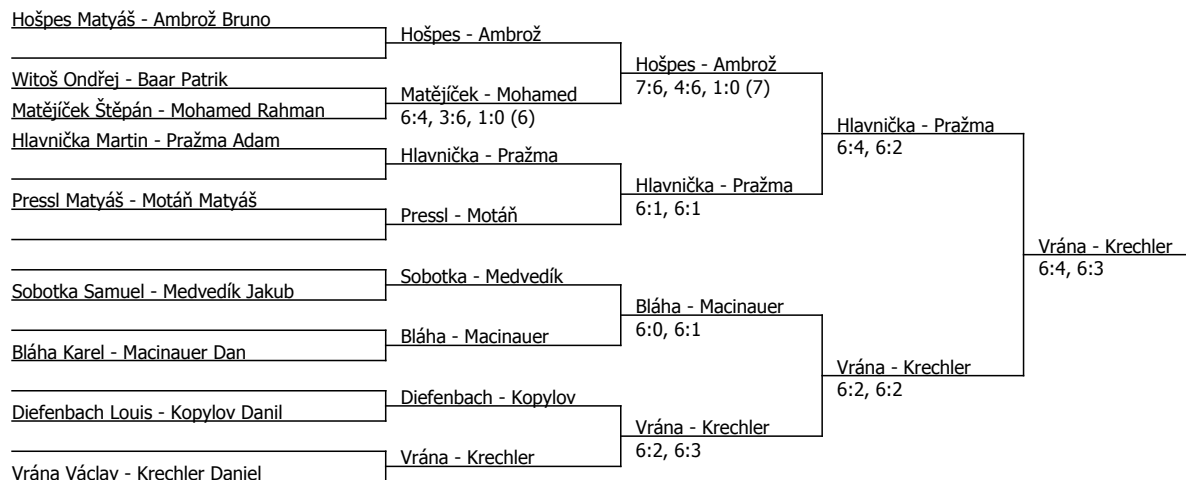 Hošpes Matyáš - Ambrož Bruno
Witoš Ondřej - Baar Patrik
Matějíček Štěpán - Mohamed Rahman
Hlavnička Martin - Pražma Adam
Pressl Matyáš - Motáň Matyáš
Sobotka Samuel - Medvedík Jakub
Bláha Karel - Macinauer Dan
Diefenbach Louis - Kopylov Danil
Vrána Václav - Krechler Daniel
Hošpes - Ambrož
Matějíček - Mohamed
6:4, 3:6, 1:0 (6)
Hlavnička - Pražma
Pressl - Motáň
Sobotka - Medvedík
Bláha - Macinauer
Diefenbach - Kopylov
Vrána - Krechler
Hošpes - Ambrož
7:6, 4:6, 1:0 (7)
Hlavnička - Pražma
6:1, 6:1
Bláha - Macinauer
6:0, 6:1
Vrána - Krechler
6:2, 6:3
Hlavnička - Pražma
6:4, 6:2
Vrána - Krechler
6:2, 6:2
Vrána - Krechler
6:4, 6:3